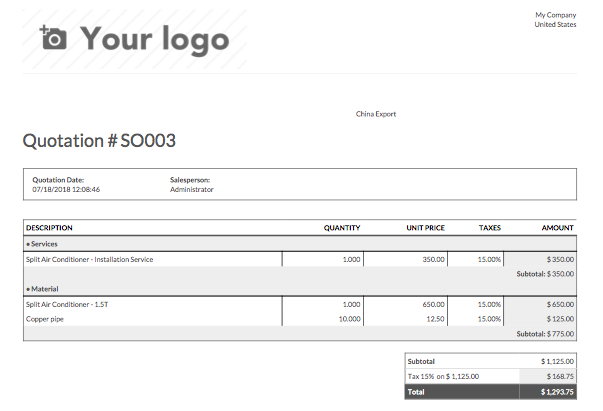 Your logo
My Company
United States
China Export
Quotation # SO003
Quotation Date: Salesperson:
07/18/2018 12:08:46 Administrator
DESCRIPTION QUANTITY UNIT PRICE TAXES AMOUNT
• Services
Split Air Conditioner - Installation Service 1.000 350.00 15.00% $ 350.00
Subtotal: $ 350.00
• Material
Split Air Conditioner - 1.5T 1.000 650.00 15.00% $ 650.00
Copper pipe 10.000 12.50 15.00% $ 125.00
Subtotal: $ 775.00
Subtotal $ 1,125.00
Tax 15% on $ 1,125.00 $ 168.75
Total $ 1,293.75